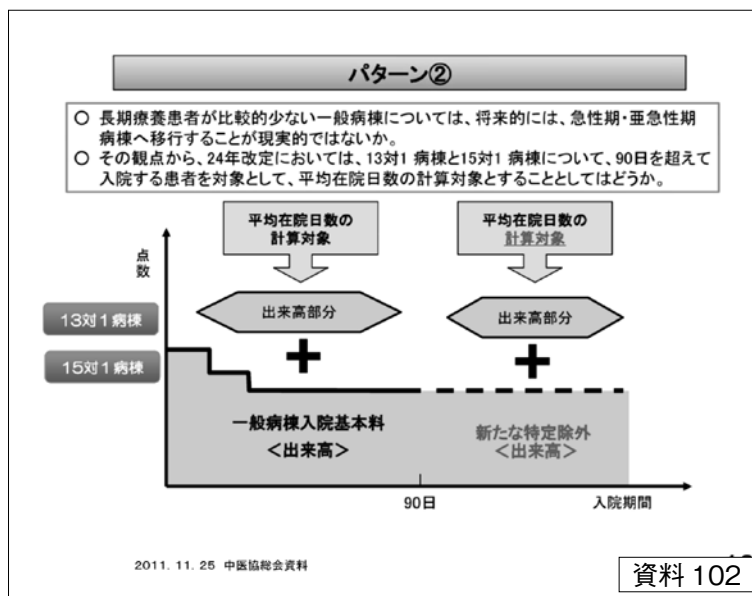 パターン②
○ 長期療養患者が比較的少ない一般病棟については、将来的には、急性期・亜急性期
病棟へ移行することが現実的ではないか。
○ その観点から、24年改定においては、13対1 病棟と15対1 病棟について、90日を超えて
入院する患者を対象として、平均在院日数の計算対象とすることとしてはどうか。
平均在院日数の
計算対象
平均在院日数の
計算対象
点数
出来高部分
出来高部分
13対1 病棟
15対1 病棟
+
+
一般病棟入院基本料
<出来高>
新たな特定除外
<出来高>
90日
入院期間
2011. 11. 25 中医協総会資料
資料 102